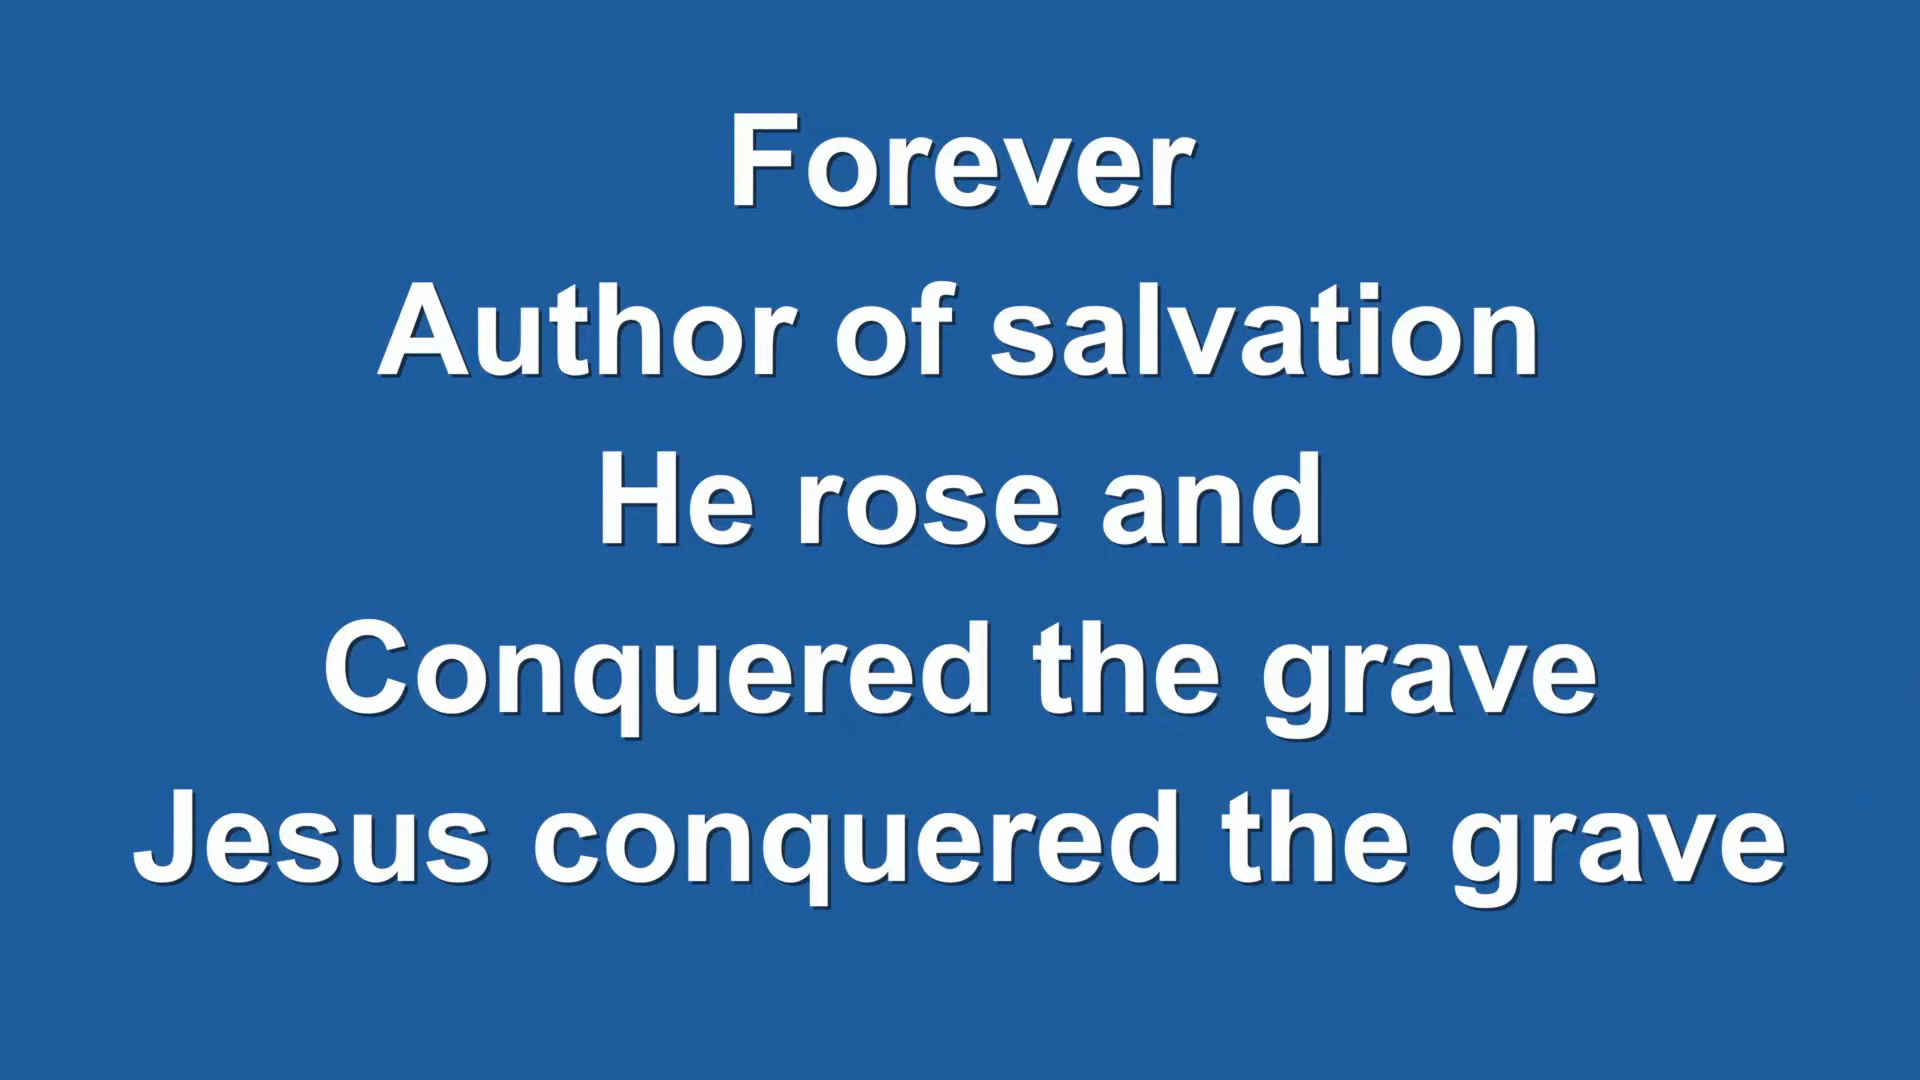 Forever
Author of salvation
He rose and
Conquered the grave
Jesus conquered the grave